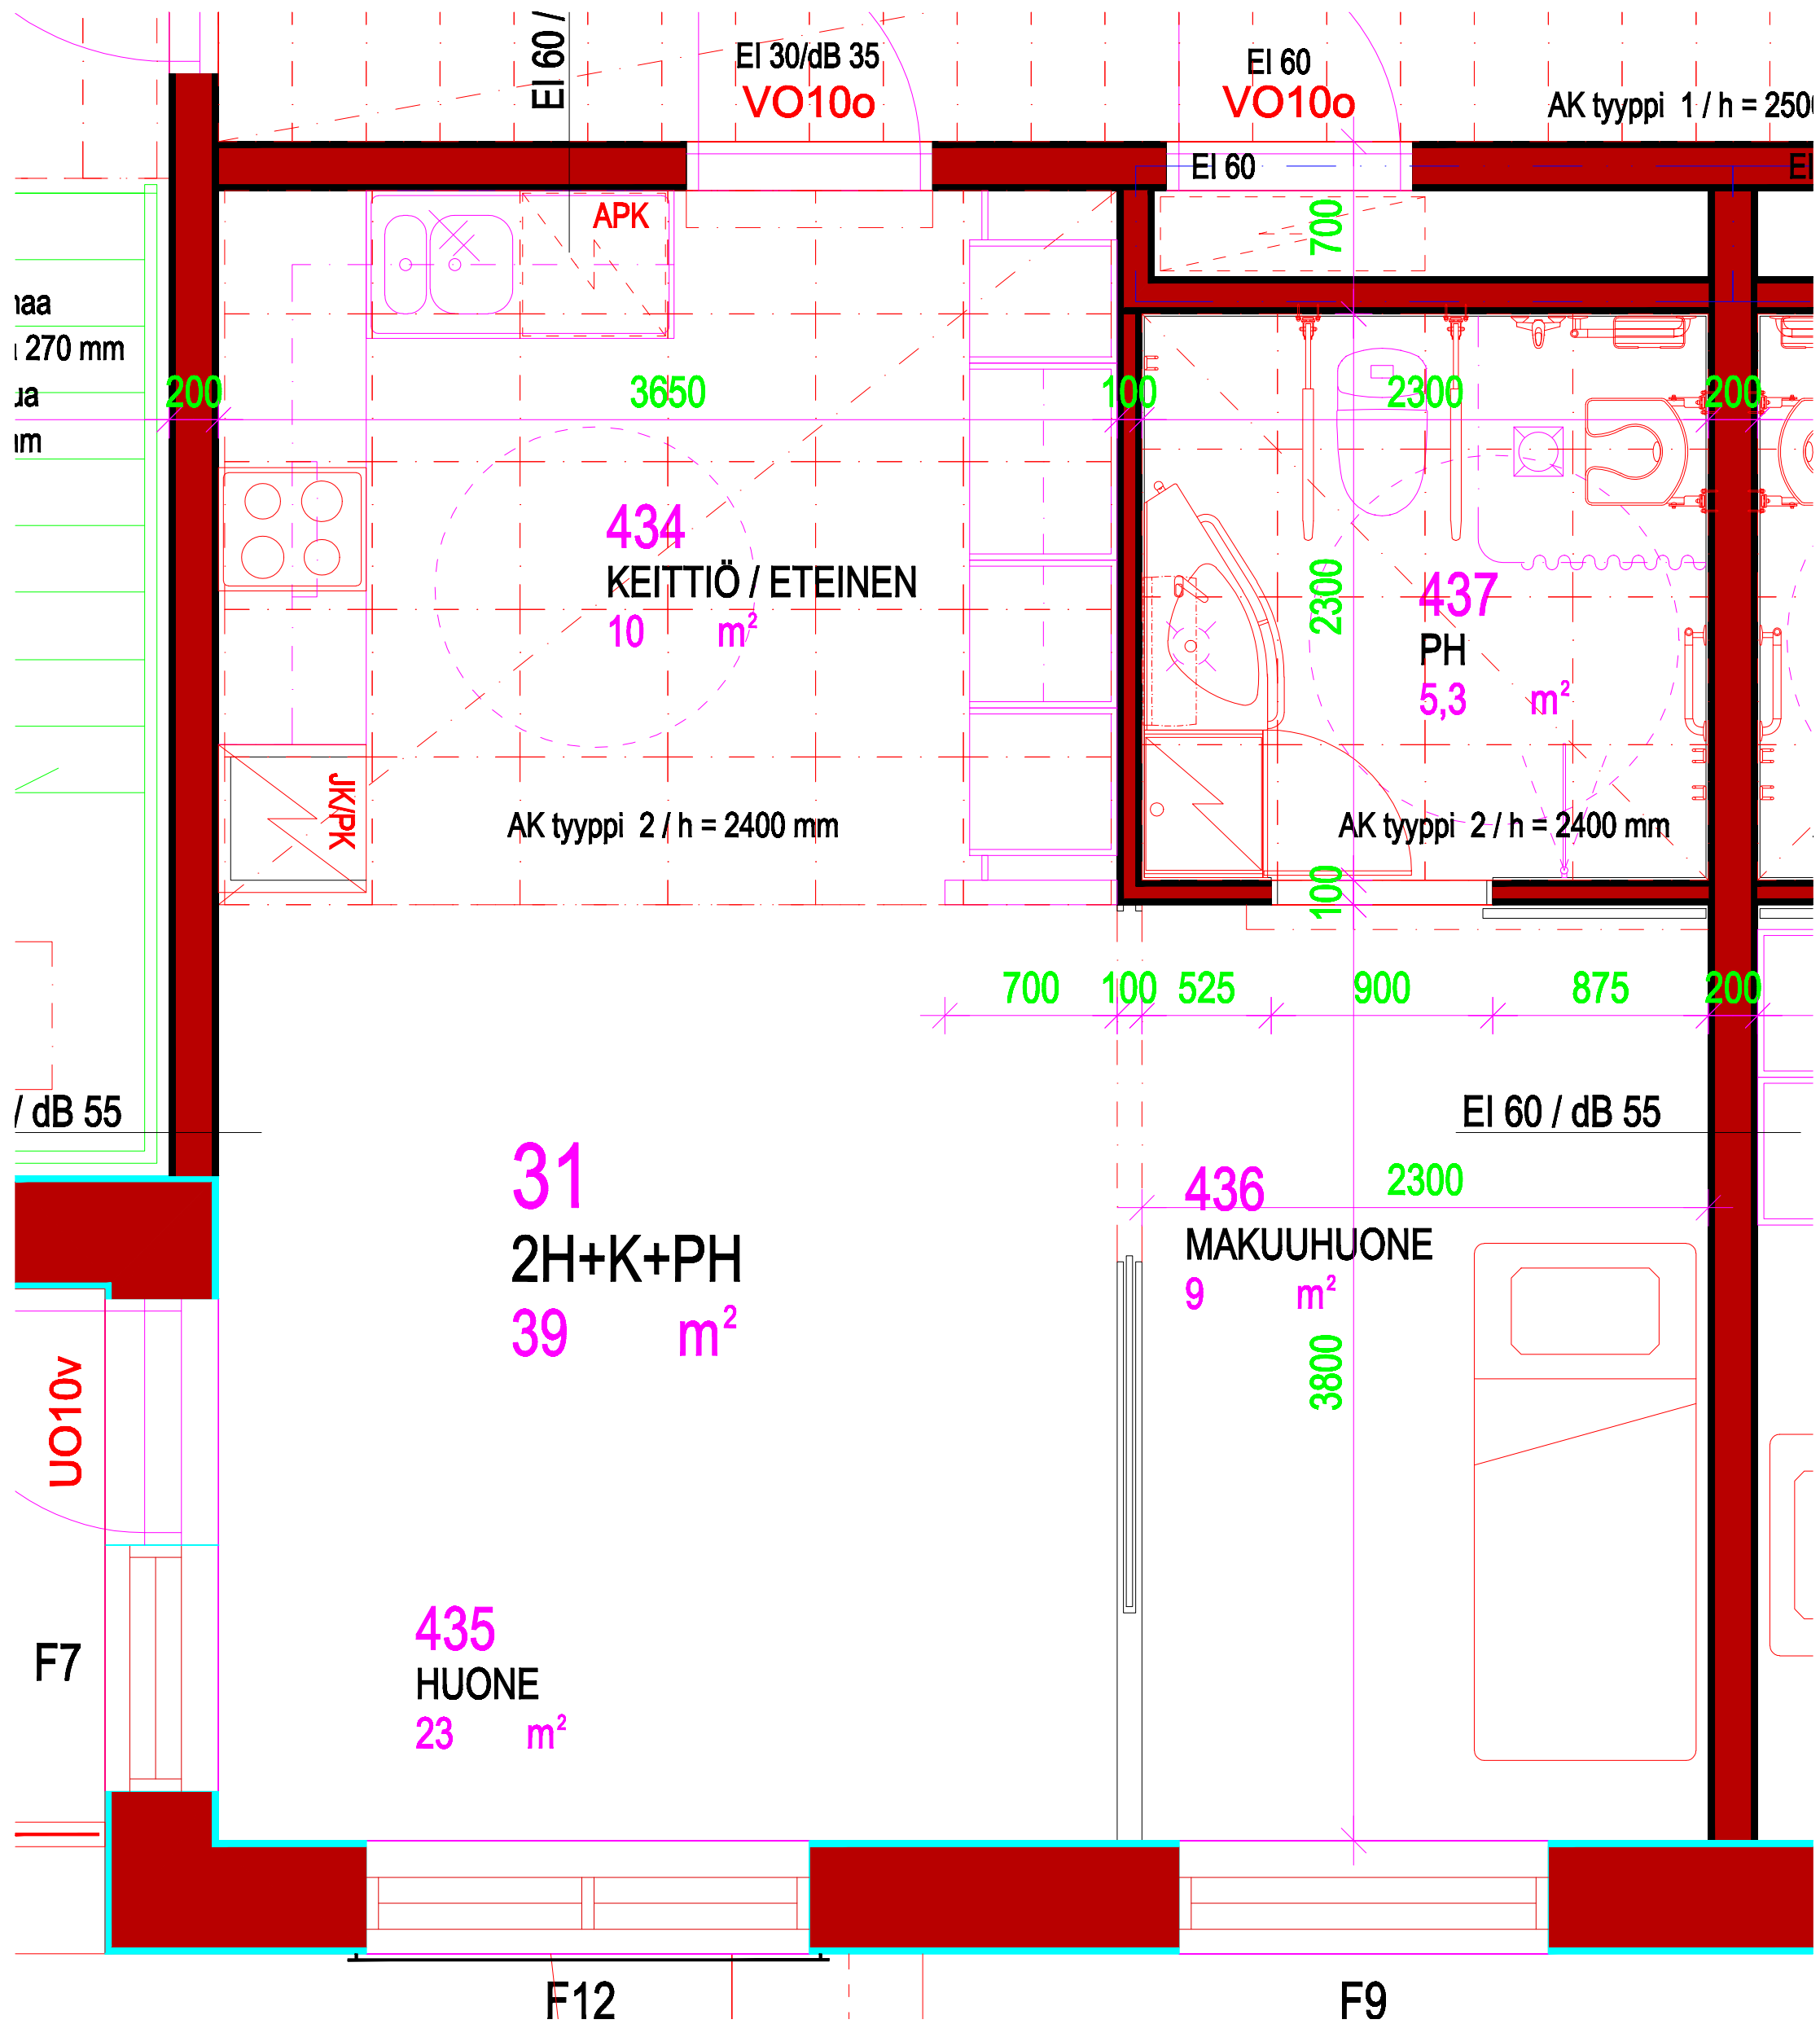 EI 60 /
EI 30/dB 35
VO10o
EI 60
VO10o
AK tyyppi 1 / h = 250
EI 60
APK
700
270 mm
200
3650
100
2300
200
434
KEITTIÖ / ETEINEN
10 m²
2300
437
PH
5,3 m²
JK/PK
AK tyyppi 2 / h = 2400 mm
AK tyyppi 2 / h = 2400 mm
100
700
100
525
900
875
200
/ dB 55
EI 60 / dB 55
31
2H+K+PH
39 m²
436
MAKUUHUONE
9 m²
2300
3800
UO10v
F7
435
HUONE
23 m²
F12
F9